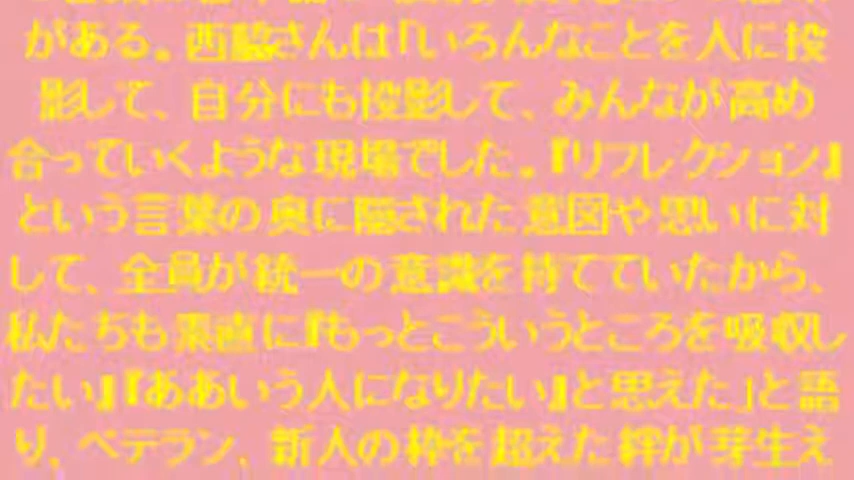 がある。西脇さんは「いろんなことを人に投
影して、自分にも投影して、みんなが高め
合っていくような現場でした。『リフレクション』
という言葉の奥に隠された意図や思いに対
して、全員が統一の意識を持てていたから、
私たちも素直に『もっとこういうところを吸収し
たい』『ああいう人になりたい』と思えた」と語
り、ベテラン、新人の枠を超えた絆が芽生え